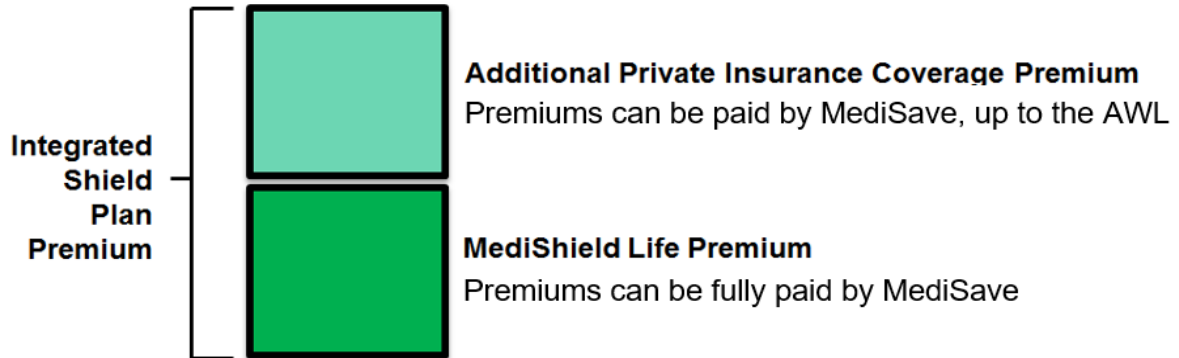 Integrated
Shield
Plan
Premium
Additional Private Insurance Coverage Premium
Premiums can be paid by MediSave, up to the AWL
MediShield Life Premium
Premiums can be fully paid by MediSave